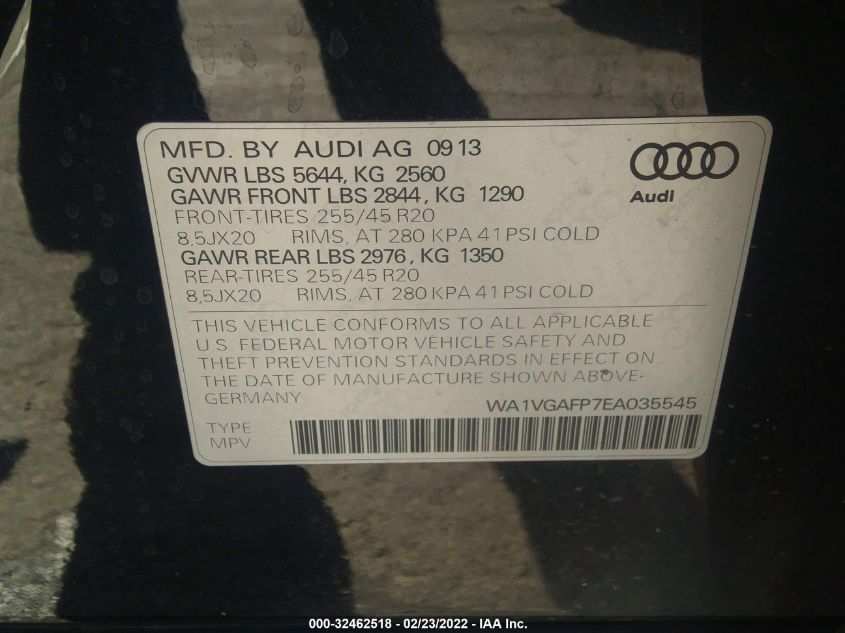 MFD. BY AUDI AG 0913
GVWR LBS 5644, KG 2560
GAWR FRONT LBS 2844, KG 1290
FRONT-TIRES 255/45 R20
8,5JX20 RIMS, AT 280 KPA 41 PSI COLD
GAWR REAR LBS 2976, KG 1350
REAR-TIRES 255/45 R20
8,5JX20 RIMS, AT 280 KPA 41 PSI COLD
Audi
THIS VEHICLE CONFORMS TO ALL APPLICABLE
U.S. FEDERAL MOTOR VEHICLE SAFETY AND
THEFT PREVENTION STANDARDS IN EFFECT ON
THE DATE OF MANUFACTURE SHOWN ABOVE-
GERMANY
WA1VGAFP7EA035545
TYPE
MPV
000-32462518 - 02/23/2022 - IAA Inc.